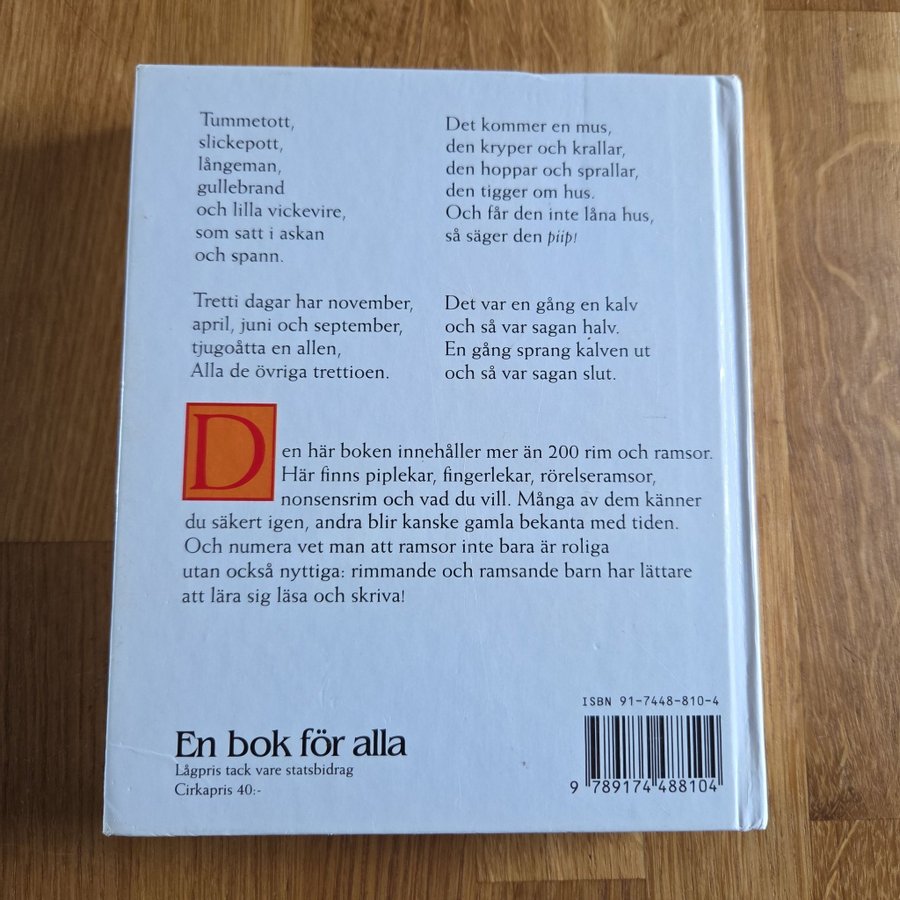 Tummetott,
slickepott,
långeman,
gullebrand
och lilla vickevire,
som satt i askan
och spann.
Det kommer en mus,
den kryper och krallar,
den hoppar och sprallar,
den tigger om hus.
Och får den inte låna hus,
så säger den piip!
Tretti dagar har november,
april, juni och september,
tjugoåtta en allen,
Alla de övriga trettioen.
Det var en gång en kalv
och så var sagan halv.
En gång sprang kalven ut
och så var sagan slut.
Den här boken innehåller mer än 200 rim och ramsor.
Här finns piplekar, fingerlekar, rörelseramsor,
nonsensrim och vad du vill. Många av dem känner
du säkert igen, andra blir kanske gamla bekanta med tiden.
Och numera vet man att ramsor inte bara är roliga
utan också nyttiga: rimmande och ramsande barn har lättare
att lära sig läsa och skriva!
En bok för alla
Lågpris tack vare statsbidrag
Cirkapris 40:-
ISBN 91-7448-810-4
9 789174 488104